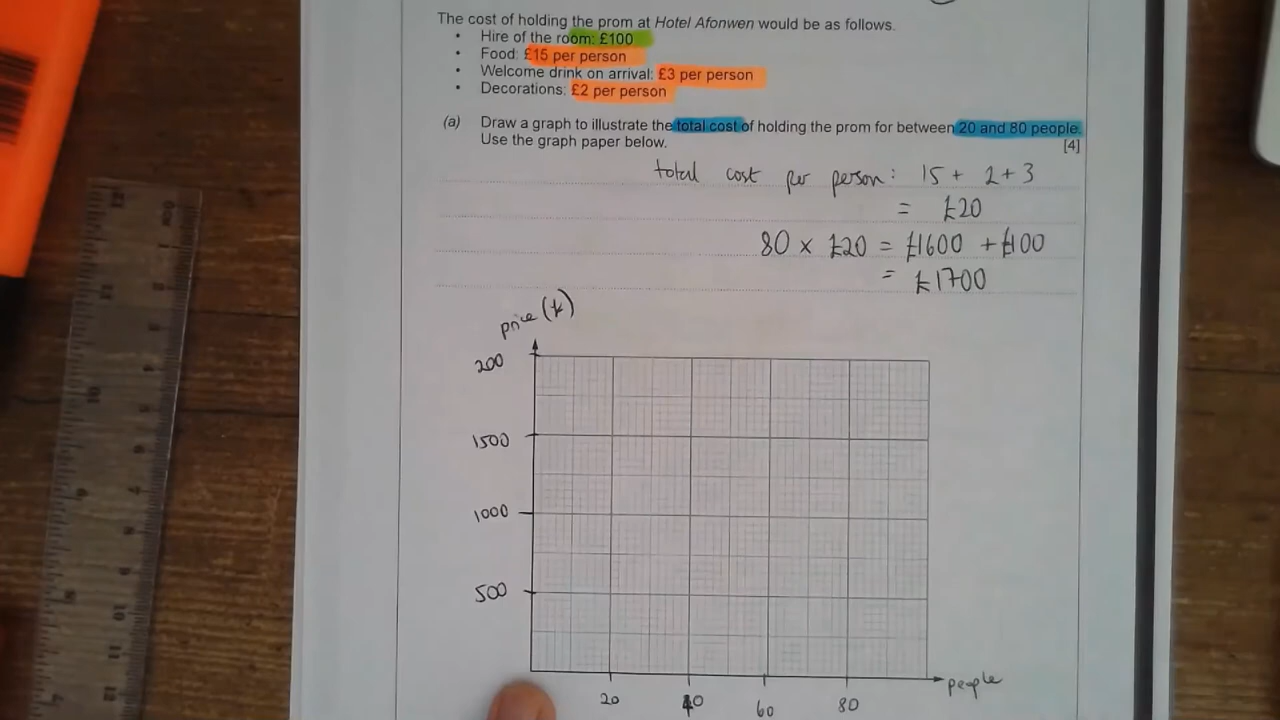 The cost of holding the prom at Hotel Afonwen would be as follows.
• Hire of the room: £100
• Food: £15 per person
• Welcome drink on arrival: £3 per person
• Decorations: £2 per person
(a) Draw a graph to illustrate the total cost of holding the prom for between 20 and 80 people.
Use the graph paper below. [4]
total cost per person: 15 + 2 + 3
= £20
80 × £20 = £1600 + £100
= £1700
price (£)
200
1500
1000
500
people
20 40 60 80